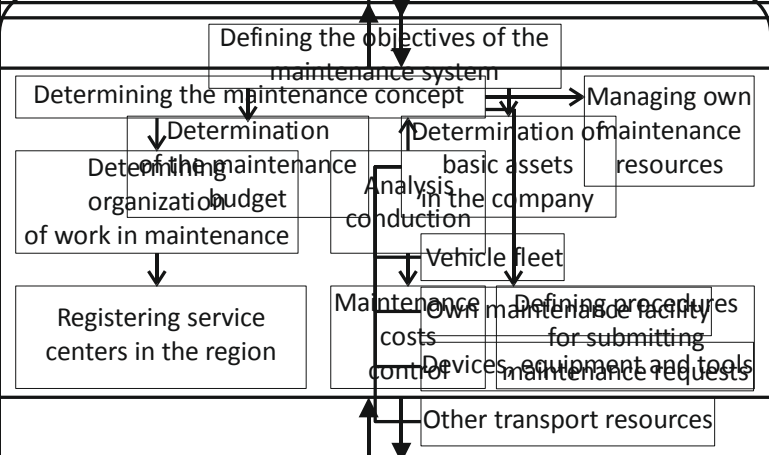 Defining the objectives of the
maintenance system
Determining the maintenance concept
Managing own
maintenance
resources
Determination
of the maintenance
budget
Determination of
basic assets
in the company
Determining
organization
of work in maintenance
Analysis
conduction
Vehicle fleet
Registering service
centers in the region
Maintenance
costs
control
Own maintenance facility
Defining procedures
for submitting
maintenance requests
Devices, equipment and tools
Other transport resources